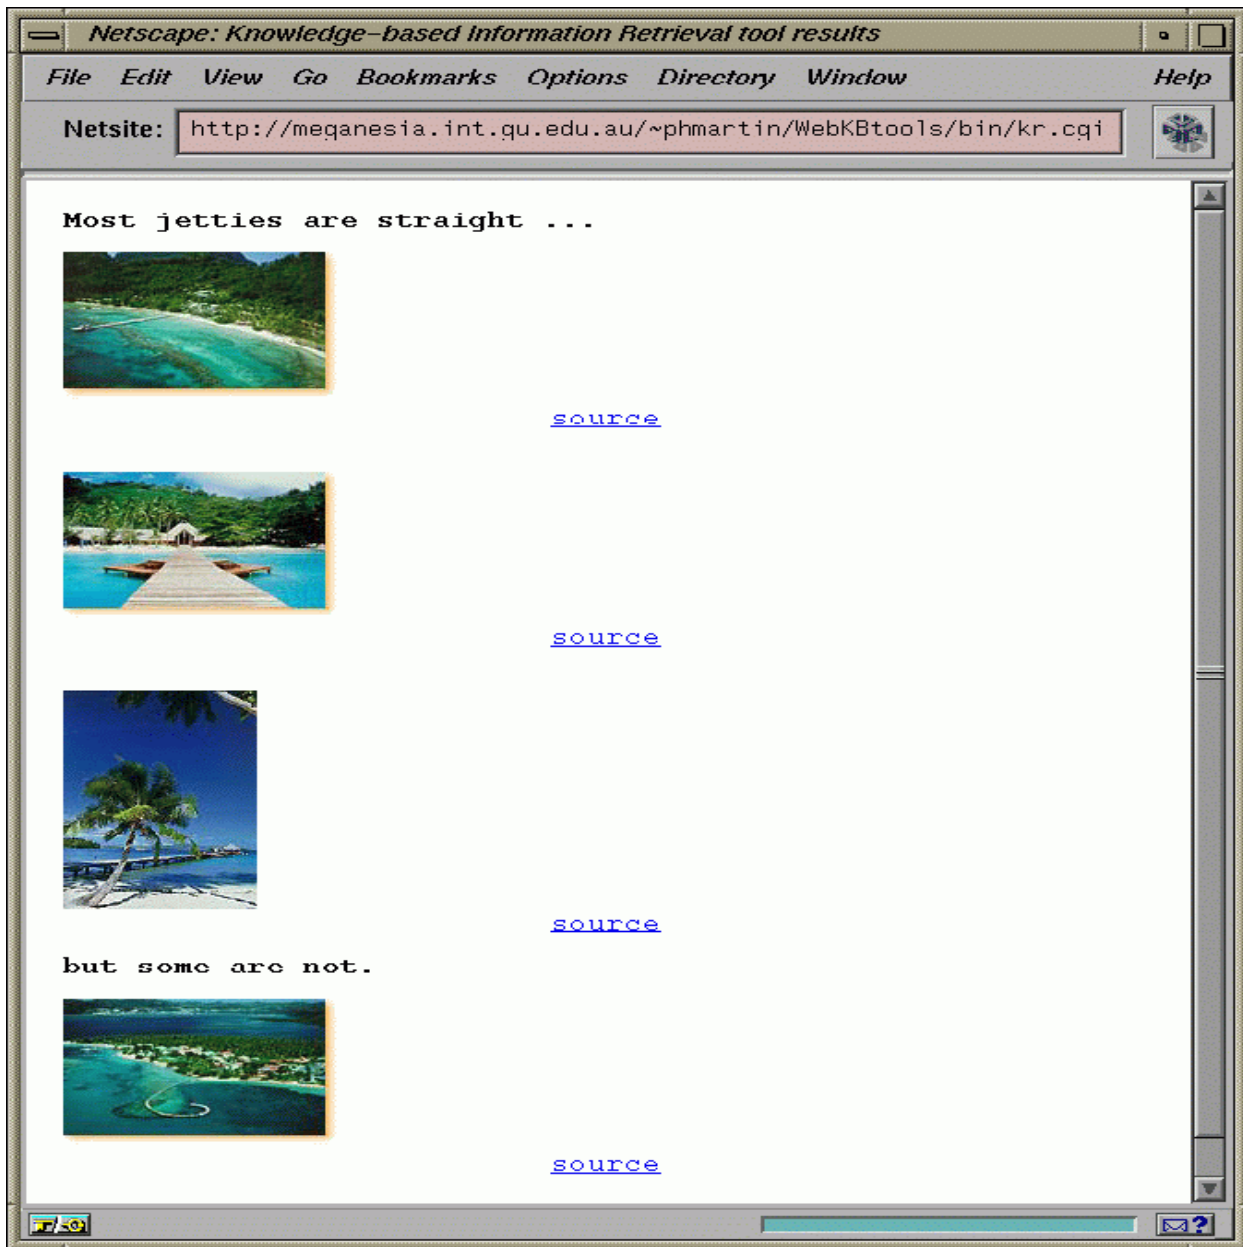 Netscape: Knowledge-based Information Retrieval tool results
File Edit View Go Bookmarks Options Directory Window Help
Netsite: http://meganesia.int.gu.edu.au/~phmartin/WebKBtools/bin/kr.cgi
Most jetties are straight ...
source
source
source
but some are not.
source
?